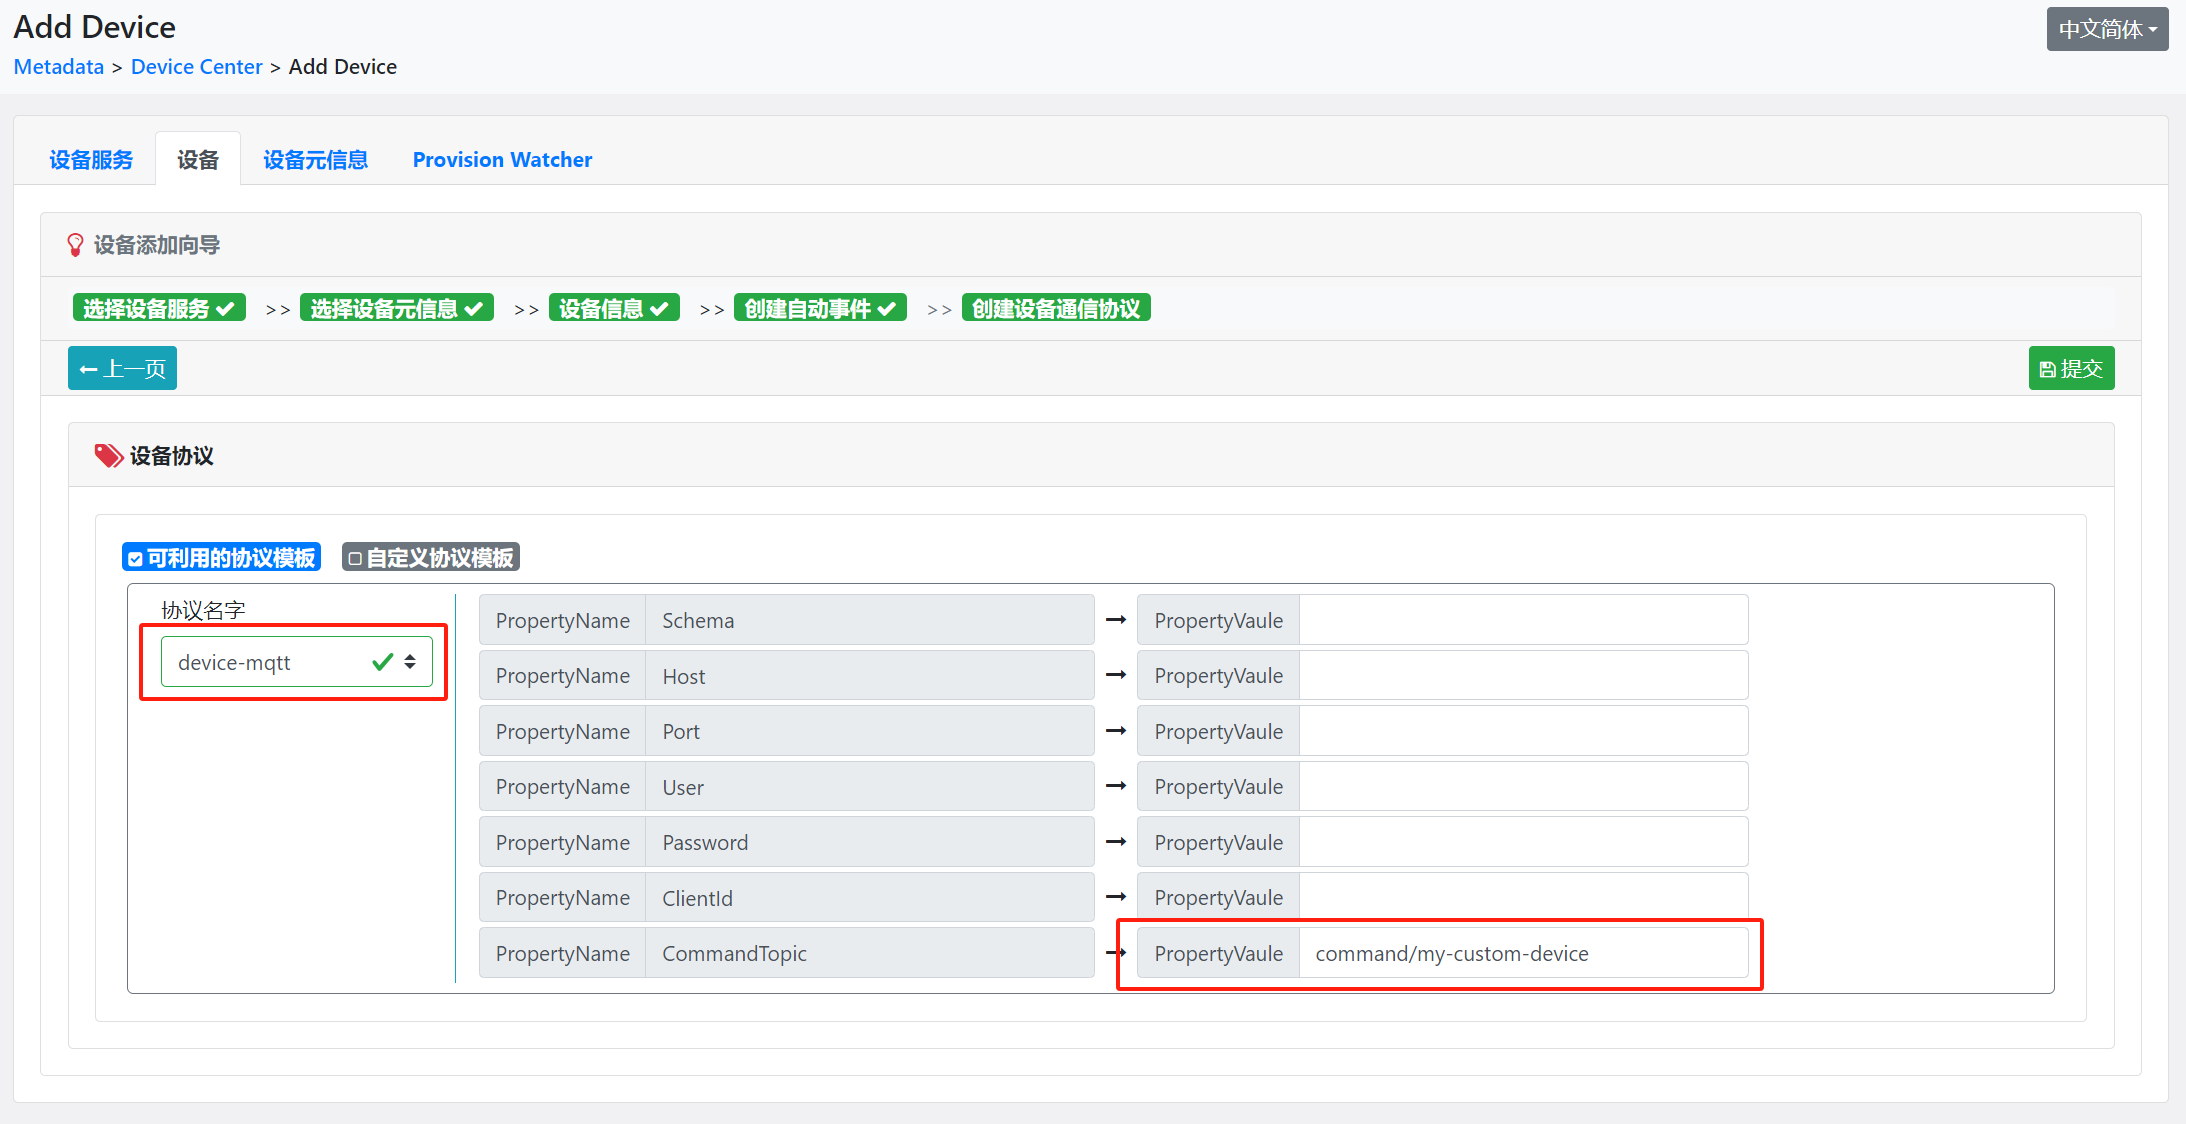 Add Device
中文简体
Metadata > Device Center > Add Device
设备服务 设备 设备元信息 Provision Watcher
设备添加向导
选择设备服务 >> 选择设备元信息 >> 设备信息 >> 创建自动事件 >> 创建设备通信协议
上一页 提交
设备协议
可利用的协议模板 自定义协议模板
协议名字
device-mqtt
PropertyName Schema PropertyVaule
PropertyName Host PropertyVaule
PropertyName Port PropertyVaule
PropertyName User PropertyVaule
PropertyName Password PropertyVaule
PropertyName ClientId PropertyVaule
PropertyName CommandTopic PropertyVaule command/my-custom-device